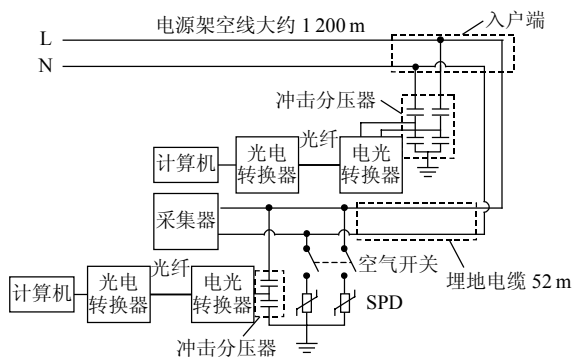 电源架空线大约 1 200 m
入户端
L
N
冲击分压器
光纤
计算机
光电
转换器
电光
转换器
采集器
空气开关
埋地电缆 52 m
光纤
计算机
光电
转换器
电光
转换器
SPD
冲击分压器